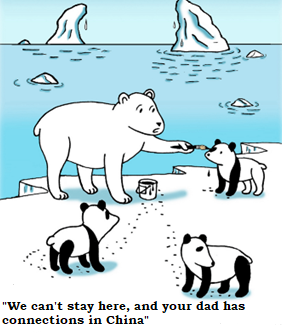 "We can't stay here, and your dad has
connections in China"